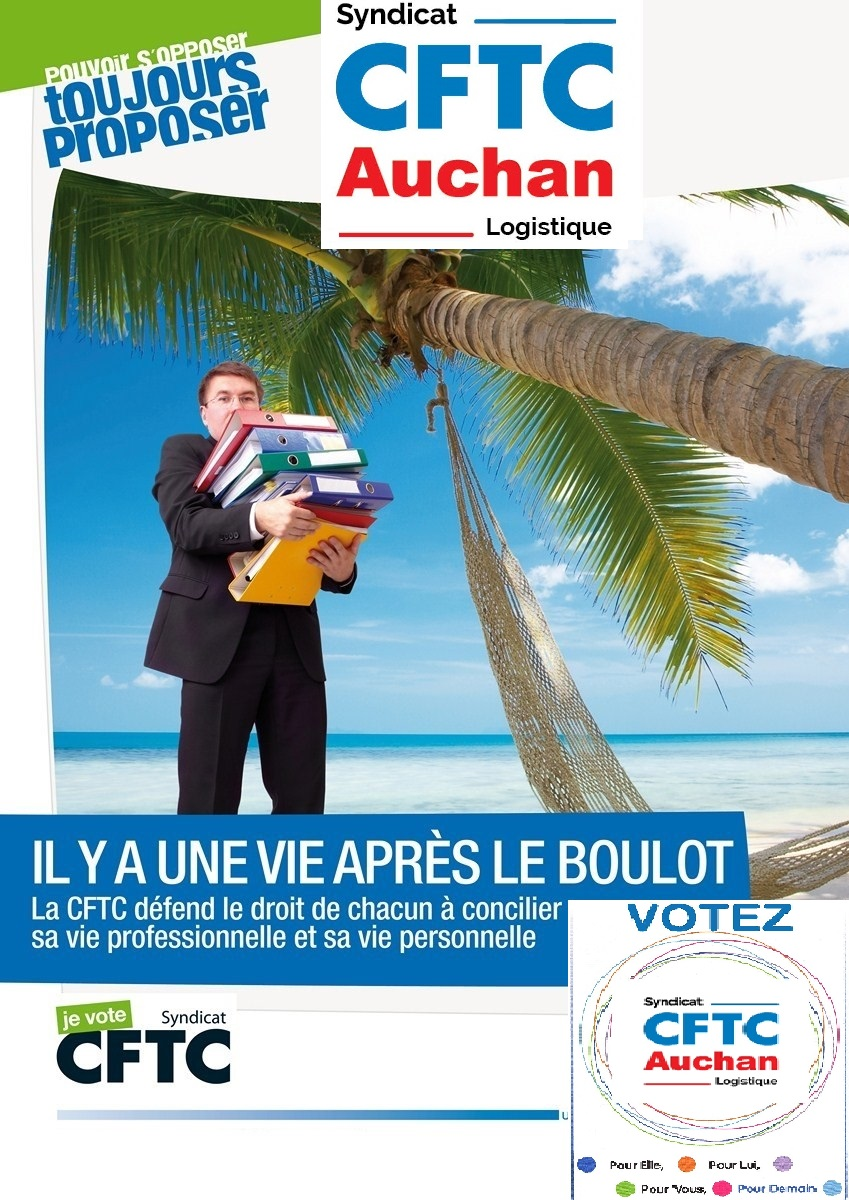 Pouvoir s'opposer
toujours
proposer
Syndicat
CFTC
Auchan
Logistique
IL Y A UNE VIE APRÈS LE BOULOT
La CFTC défend le droit de chacun à concilier
sa vie professionnelle et sa vie personnelle
je vote
Syndicat
CFTC
VOTEZ
Syndicat
CFTC
Auchan
Logistique
Pour Elle, Pour Lui,
Pour Vous, Pour Demain